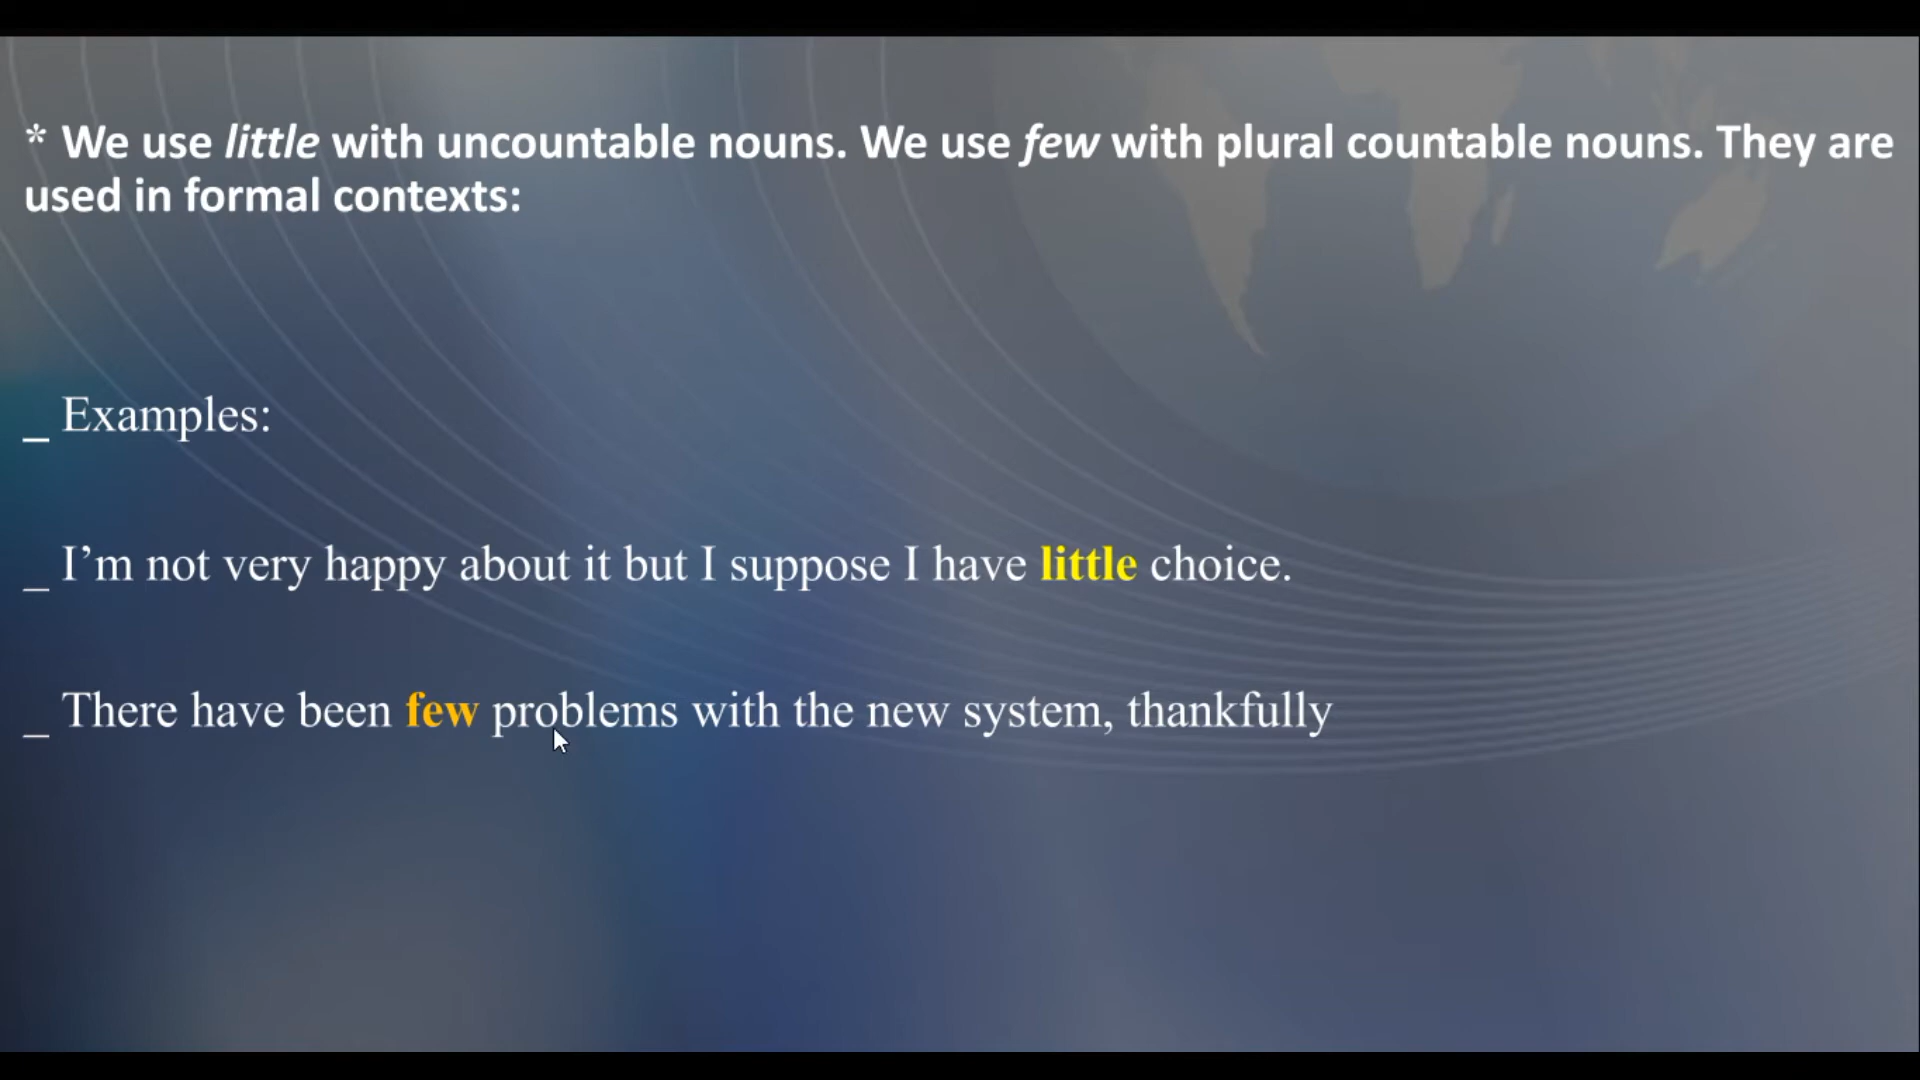 * We use little with uncountable nouns. We use few with plural countable nouns. They are
used in formal contexts:
_ Examples:
_ I’m not very happy about it but I suppose I have little choice.
_ There have been few problems with the new system, thankfully